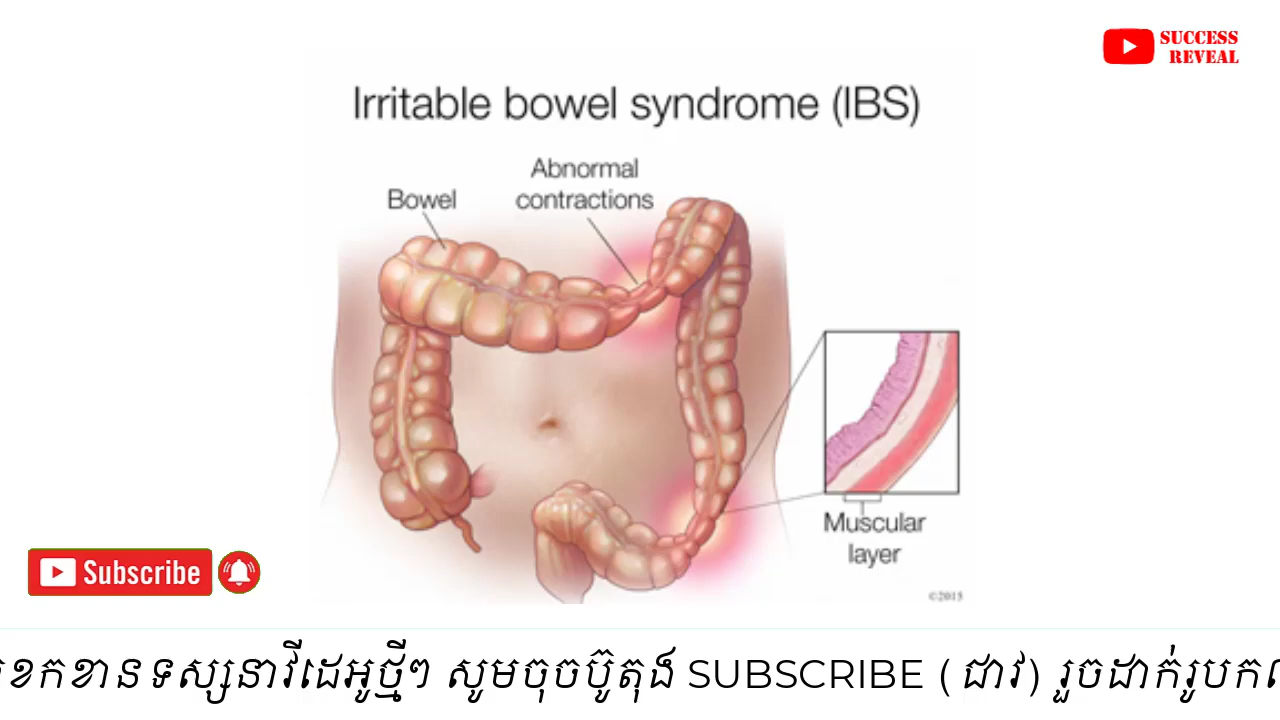 SUCCESS
REVEAL
Irritable bowel syndrome (IBS)
Abnormal
contractions
Bowel
Muscular
layer
©2015
Subscribe
ខកខានទស្សនាវីដេអូថ្មីៗ សូមចុចប៊ូតុង SUBSCRIBE (ជាវ) រួចដាក់រូប